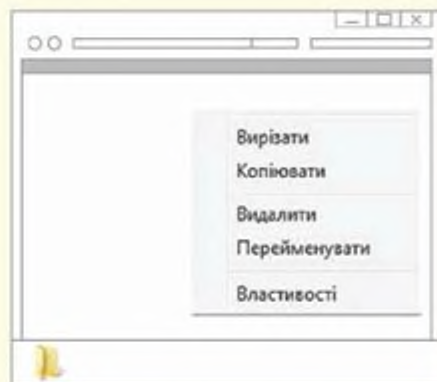 Вирізати
Копіювати
Видалити
Перейменувати
Властивості